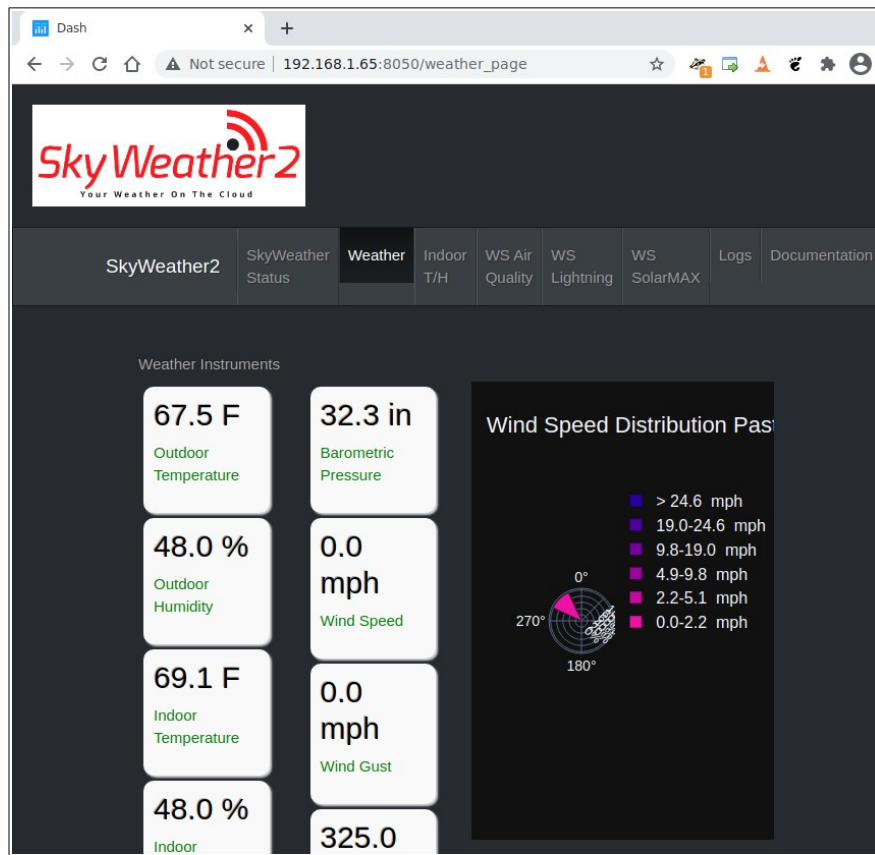 Dash
Not secure | 192.168.1.65:8050/weather_page
1
SkyWeather2
Your Weather On The Cloud
SkyWeather2
SkyWeather
Status
Weather
Indoor
T/H
WS Air
Quality
WS
Lightning
WS
SolarMAX
Logs
Documentation
Weather Instruments
67.5 F
Outdoor
Temperature
48.0 %
Outdoor
Humidity
69.1 F
Indoor
Temperature
48.0 %
Indoor
32.3 in
Barometric
Pressure
0.0
mph
Wind Speed
0.0
mph
Wind Gust
325.0
Wind Speed Distribution Past
> 24.6 mph
19.0-24.6 mph
9.8-19.0 mph
4.9-9.8 mph
2.2-5.1 mph
0.0-2.2 mph
0°
270°
180°